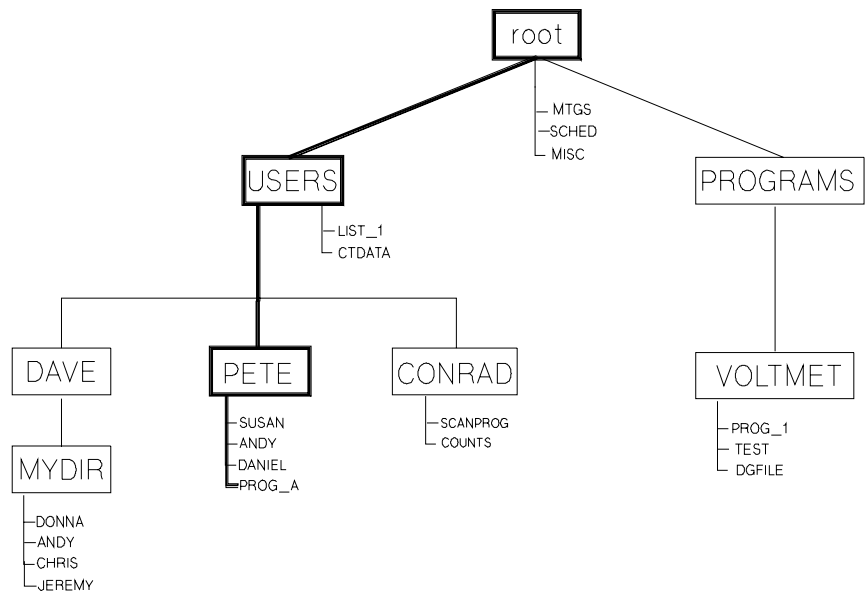 root
MTGS
SCHED
MISC
USERS
PROGRAMS
LIST_1
CTDATA
DAVE
PETE
CONRAD
VOLTMET
SUSAN
ANDY
DANIEL
PROG_A
SCANPROG
COUNTS
PROG_1
TEST
DGFILE
MYDIR
DONNA
ANDY
CHRIS
JEREMY